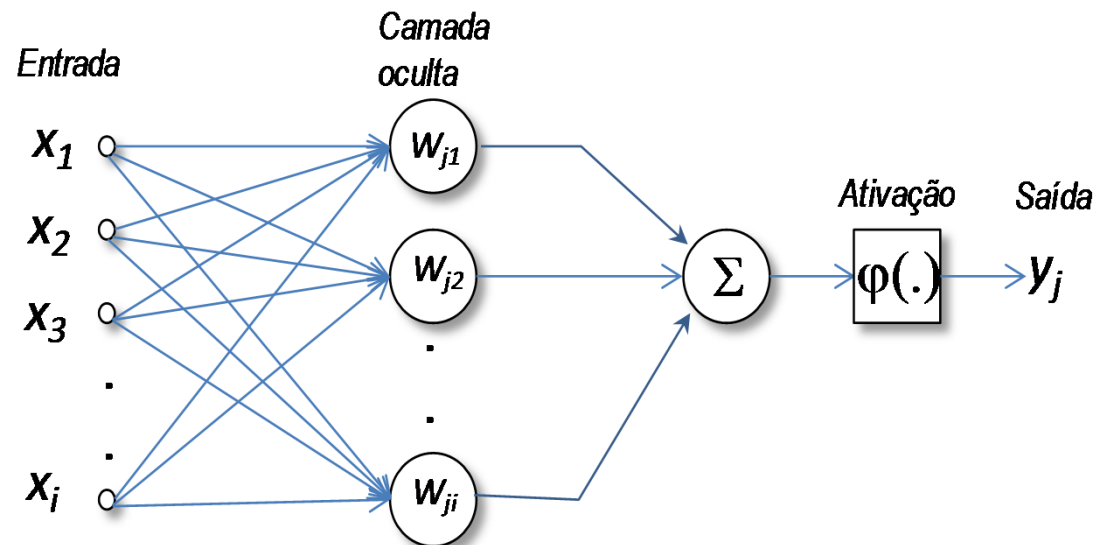 Entrada
Camada
oculta
Ativação
Saída
x₁
x₂
x₃
.
.
xᵢ
wⱼ₁
wⱼ₂
.
.
wⱼᵢ
Σ
φ(.)
yⱼ